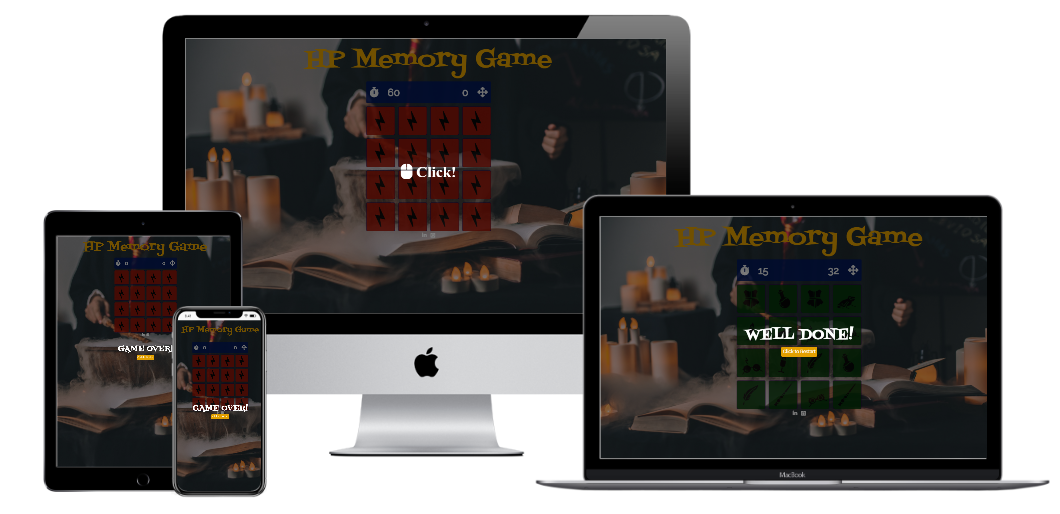 HP Memory Game
60 0
Click!
HP Memory Game
0 0
GAME OVER!
HP Memory Game
0 0
GAME OVER!
HP Memory Game
15 32
WELL DONE!
Click to Restart
in
MacBook